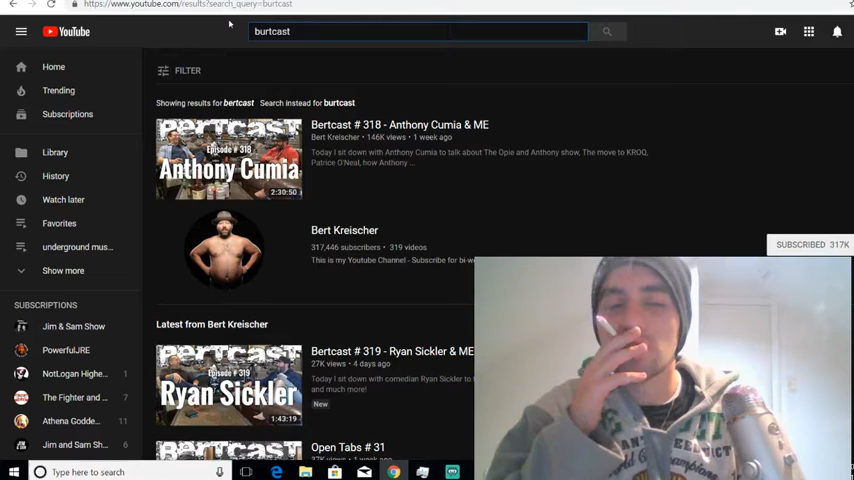 https://www.youtube.com/results?search_query=burtcast
YouTube
burtcast
Home
Trending
Subscriptions
Library
History
Watch later
Favorites
underground mus...
Show more
SUBSCRIPTIONS
Jim & Sam Show
PowerfulJRE
NotLogan Highe... 1
The Fighter and ... 1
Athena Godde... 11
Jim and Sam Sh... 6
FILTER
Showing results for bertcast Search instead for burtcast
BERTCAST
Episode # 318
Anthony Cumia
2:30:50
Bertcast # 318 - Anthony Cumia & ME
Bert Kreischer • 146K views • 1 week ago
Today I sit down with Anthony Cumia to talk about The Opie and Anthony show, The move to KROQ,
Patrice O'Neal, how Anthony ...
Bert Kreischer
317,446 subscribers • 319 videos
This is my Youtube Channel - Subscribe for bi-we
SUBSCRIBED 317K
Latest from Bert Kreischer
BERTCAST
Episode # 319
Ryan Sickler
1:43:19
Bertcast # 319 - Ryan Sickler & ME
27K views • 4 days ago
Today I sit down with comedian Ryan Sickler to
and much more!
New
Open Tabs # 31
Type here to search